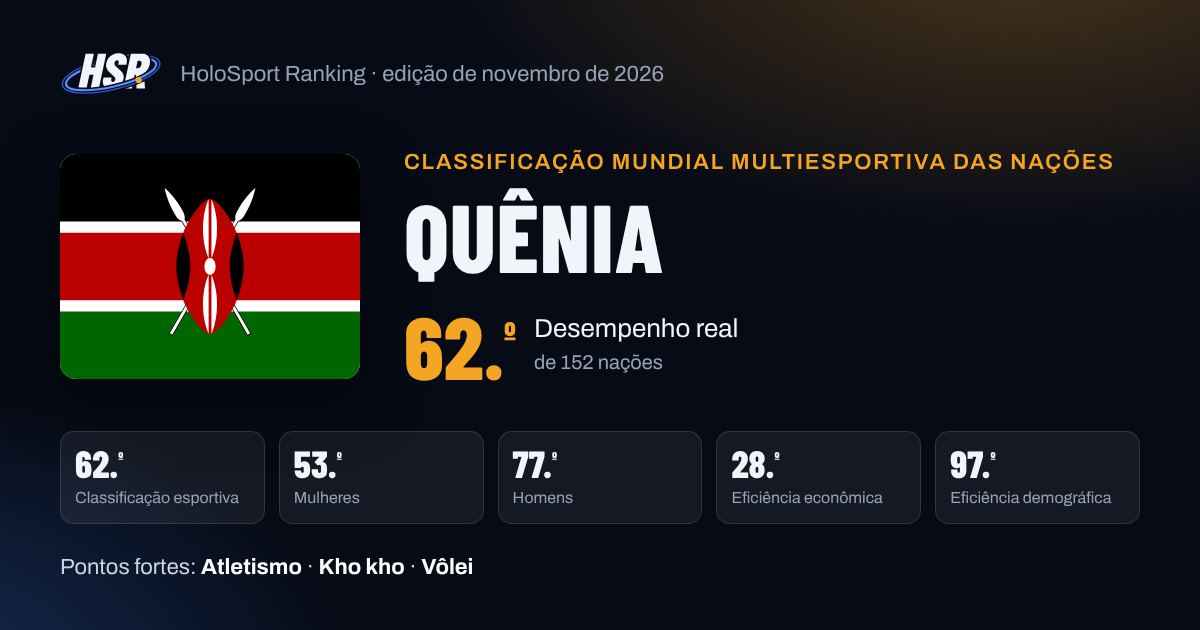 HSR HoloSport Ranking · edição de novembro de 2026
CLASSIFICAÇÃO MUNDIAL MULTIESPORTIVA DAS NAÇÕES
QUÊNIA
62.º Desempenho real
de 152 nações
62.º
Classificação esportiva
53.º
Mulheres
77.º
Homens
28.º
Eficiência econômica
97.º
Eficiência demográfica
Pontos fortes: Atletismo · Kho kho · Vôlei